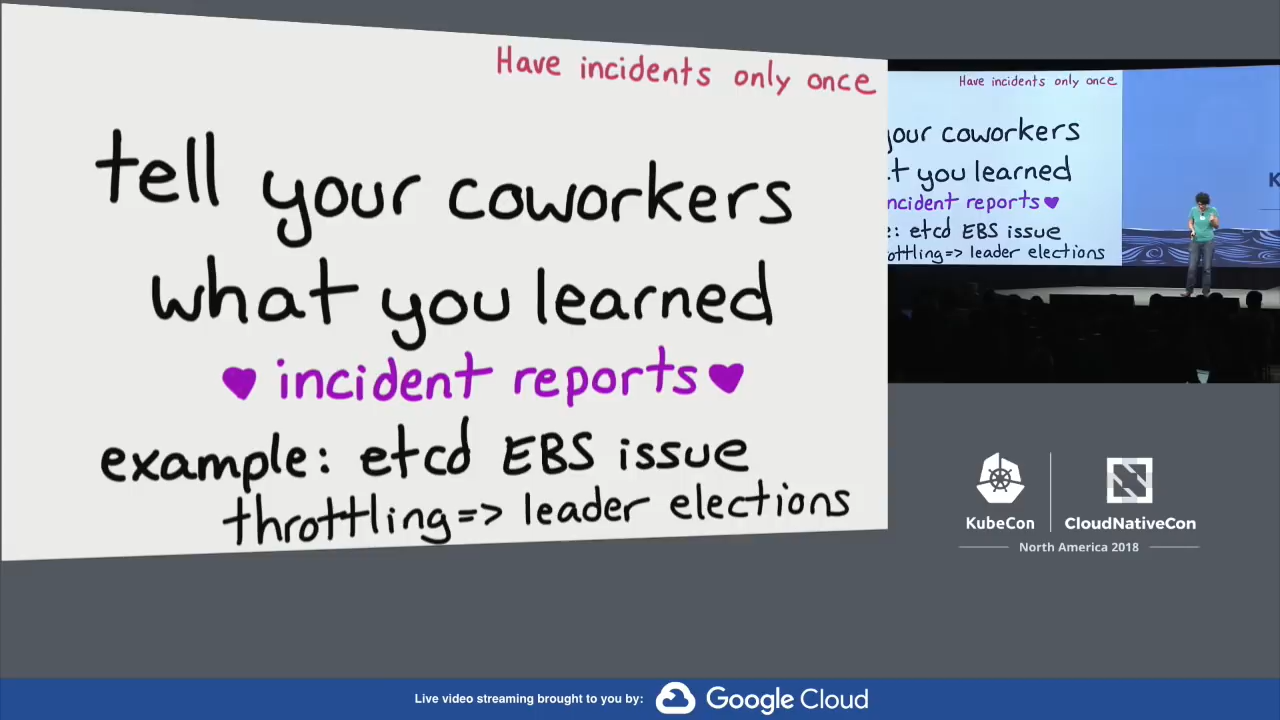 Have incidents only once
tell your coworkers
what you learned
incident reports
example: etcd EBS issue
throttling => leader elections
Have incidents only once
your coworkers
t you learned
ncident reports
e: etcd EBS issue
ottling => leader elections
K
KubeCon
CloudNativeCon
North America 2018
Live video streaming brought to you by:
Google Cloud